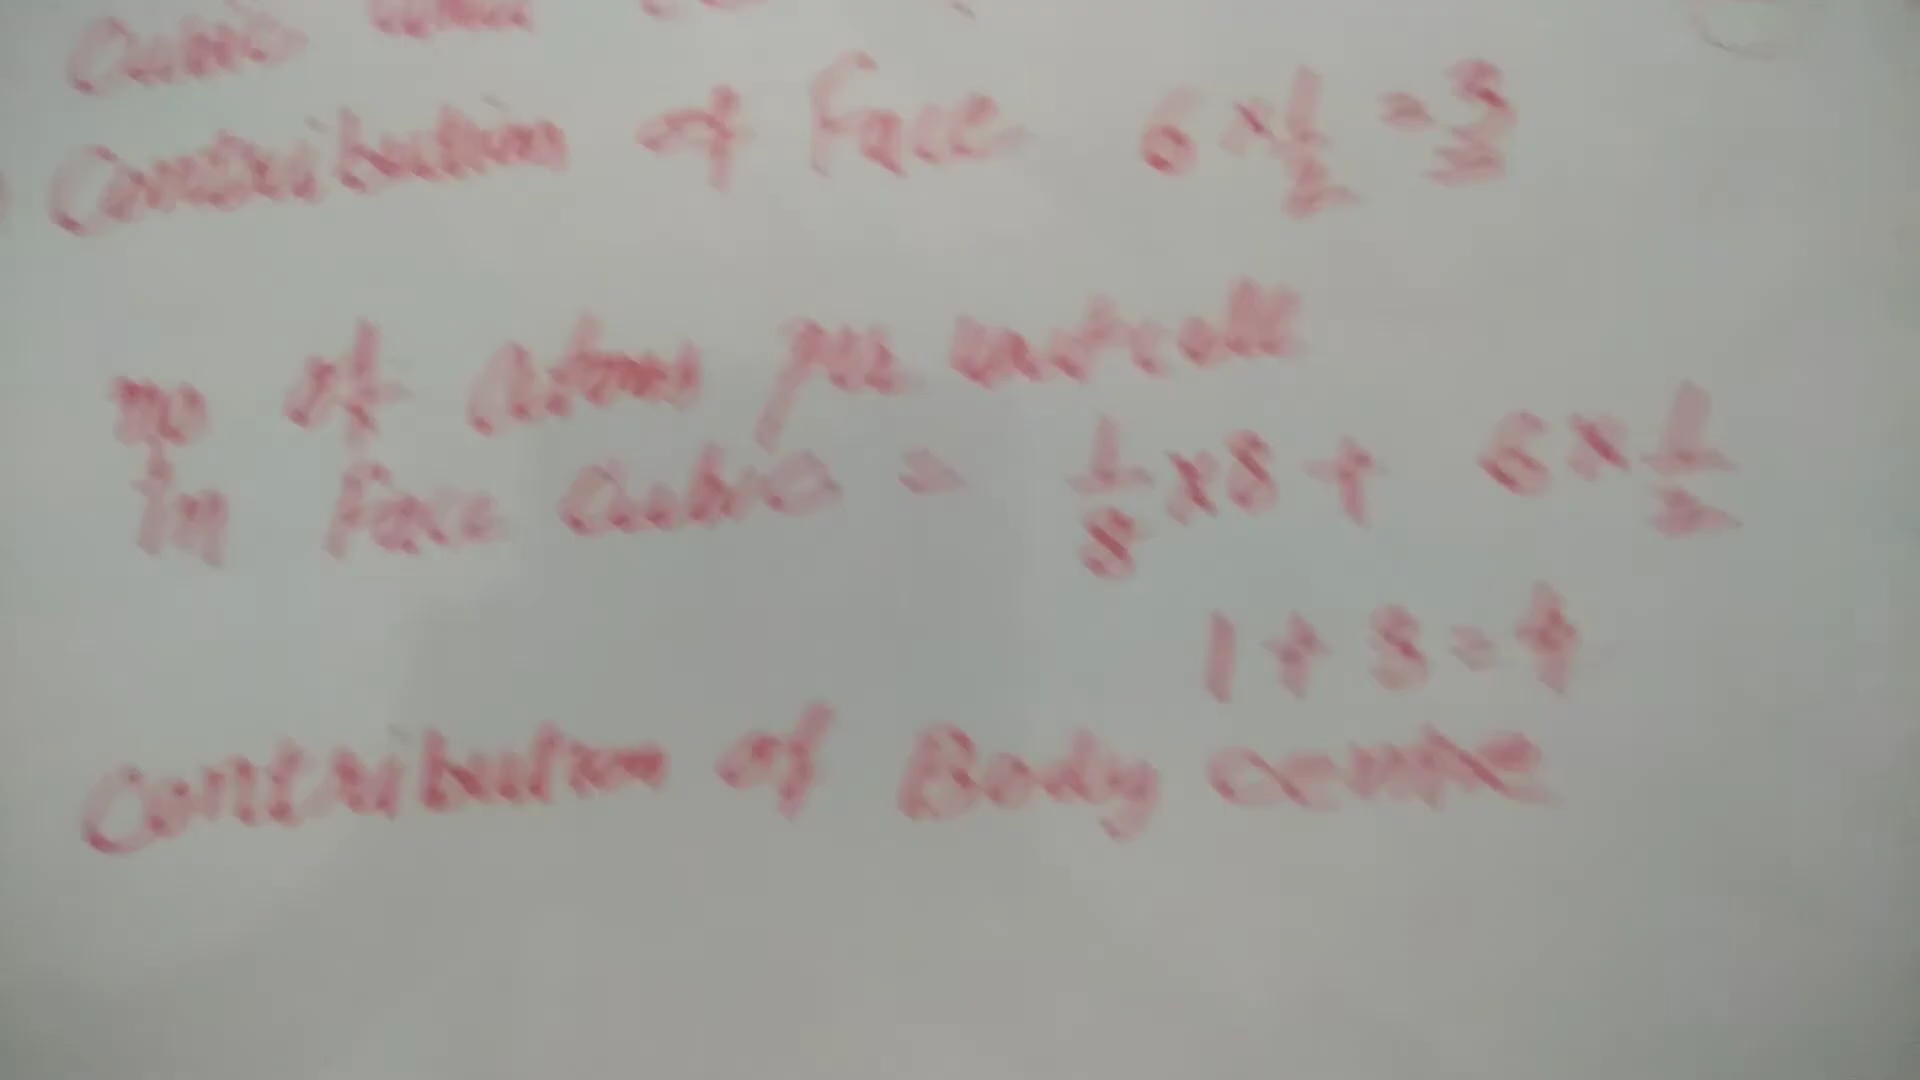 Contribution of Face 6 × 1/2 = 3
no of atoms per unit cell
in Face cubic = 1/8 × 8 + 6 × 1/2
1 + 3 = 4
Contribution of Body